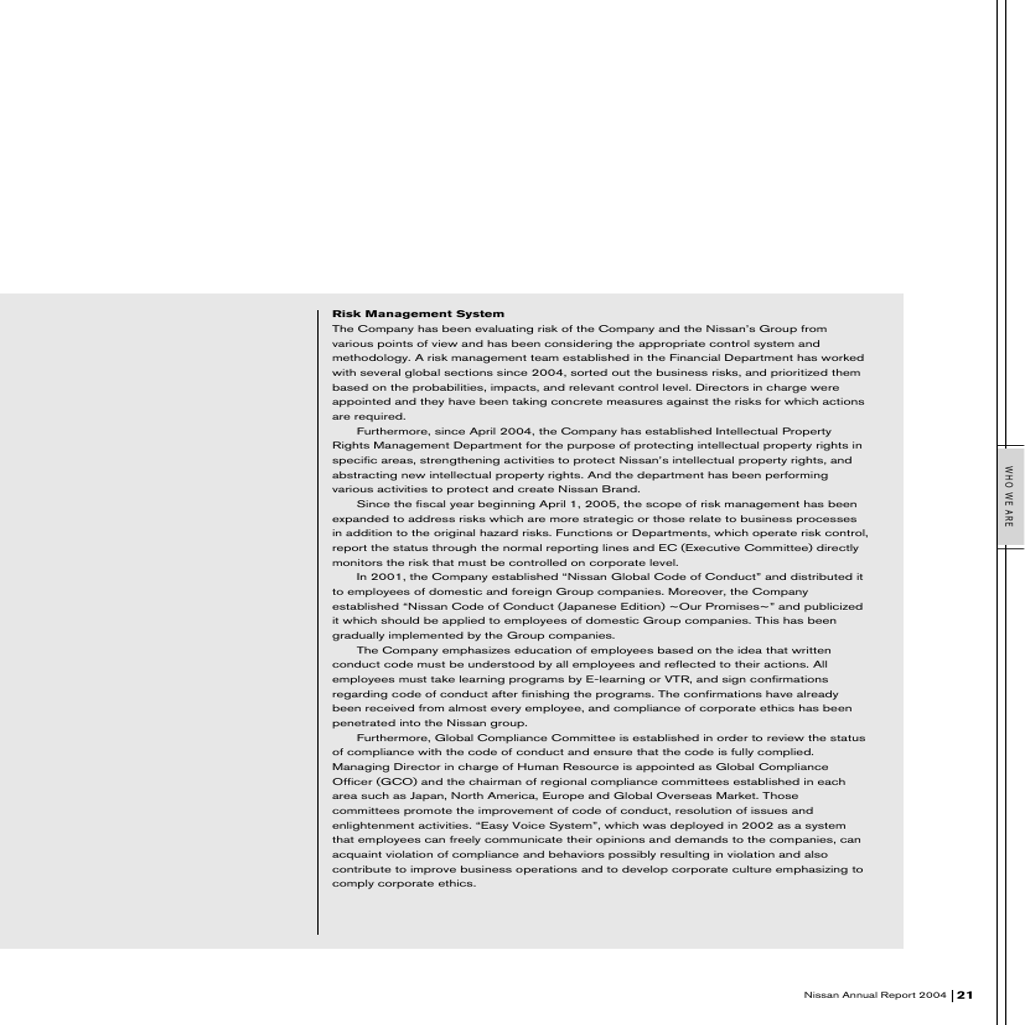 Risk Management System
The Company has been evaluating risk of the Company and the Nissan's Group from
various points of view and has been considering the appropriate control system and
methodology. A risk management team established in the Financial Department has worked
with several global sections since 2004, sorted out the business risks, and prioritized them
based on the probabilities, impacts, and relevant control level. Directors in charge were
appointed and they have been taking concrete measures against the risks for which actions
are required.
Furthermore, since April 2004, the Company has established Intellectual Property
Rights Management Department for the purpose of protecting intellectual property rights in
specific areas, strengthening activities to protect Nissan's intellectual property rights, and
abstracting new intellectual property rights. And the department has been performing
various activities to protect and create Nissan Brand.
Since the fiscal year beginning April 1, 2005, the scope of risk management has been
expanded to address risks which are more strategic or those relate to business processes
in addition to the original hazard risks. Functions or Departments, which operate risk control,
report the status through the normal reporting lines and EC (Executive Committee) directly
monitors the risk that must be controlled on corporate level.
In 2001, the Company established “Nissan Global Code of Conduct” and distributed it
to employees of domestic and foreign Group companies. Moreover, the Company
established “Nissan Code of Conduct (Japanese Edition) ~Our Promises~” and publicized
it which should be applied to employees of domestic Group companies. This has been
gradually implemented by the Group companies.
The Company emphasizes education of employees based on the idea that written
conduct code must be understood by all employees and reflected to their actions. All
employees must take learning programs by E-learning or VTR, and sign confirmations
regarding code of conduct after finishing the programs. The confirmations have already
been received from almost every employee, and compliance of corporate ethics has been
penetrated into the Nissan group.
Furthermore, Global Compliance Committee is established in order to review the status
of compliance with the code of conduct and ensure that the code is fully complied.
Managing Director in charge of Human Resource is appointed as Global Compliance
Officer (GCO) and the chairman of regional compliance committees established in each
area such as Japan, North America, Europe and Global Overseas Market. Those
committees promote the improvement of code of conduct, resolution of issues and
enlightenment activities. “Easy Voice System”, which was deployed in 2002 as a system
that employees can freely communicate their opinions and demands to the companies, can
acquaint violation of compliance and behaviors possibly resulting in violation and also
contribute to improve business operations and to develop corporate culture emphasizing to
comply corporate ethics.
WHO WE ARE
Nissan Annual Report 2004 21